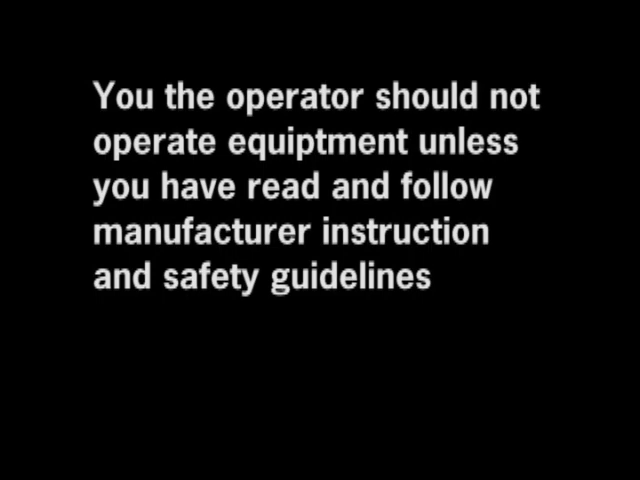 You the operator should not
operate equiptment unless
you have read and follow
manufacturer instruction
and safety guidelines